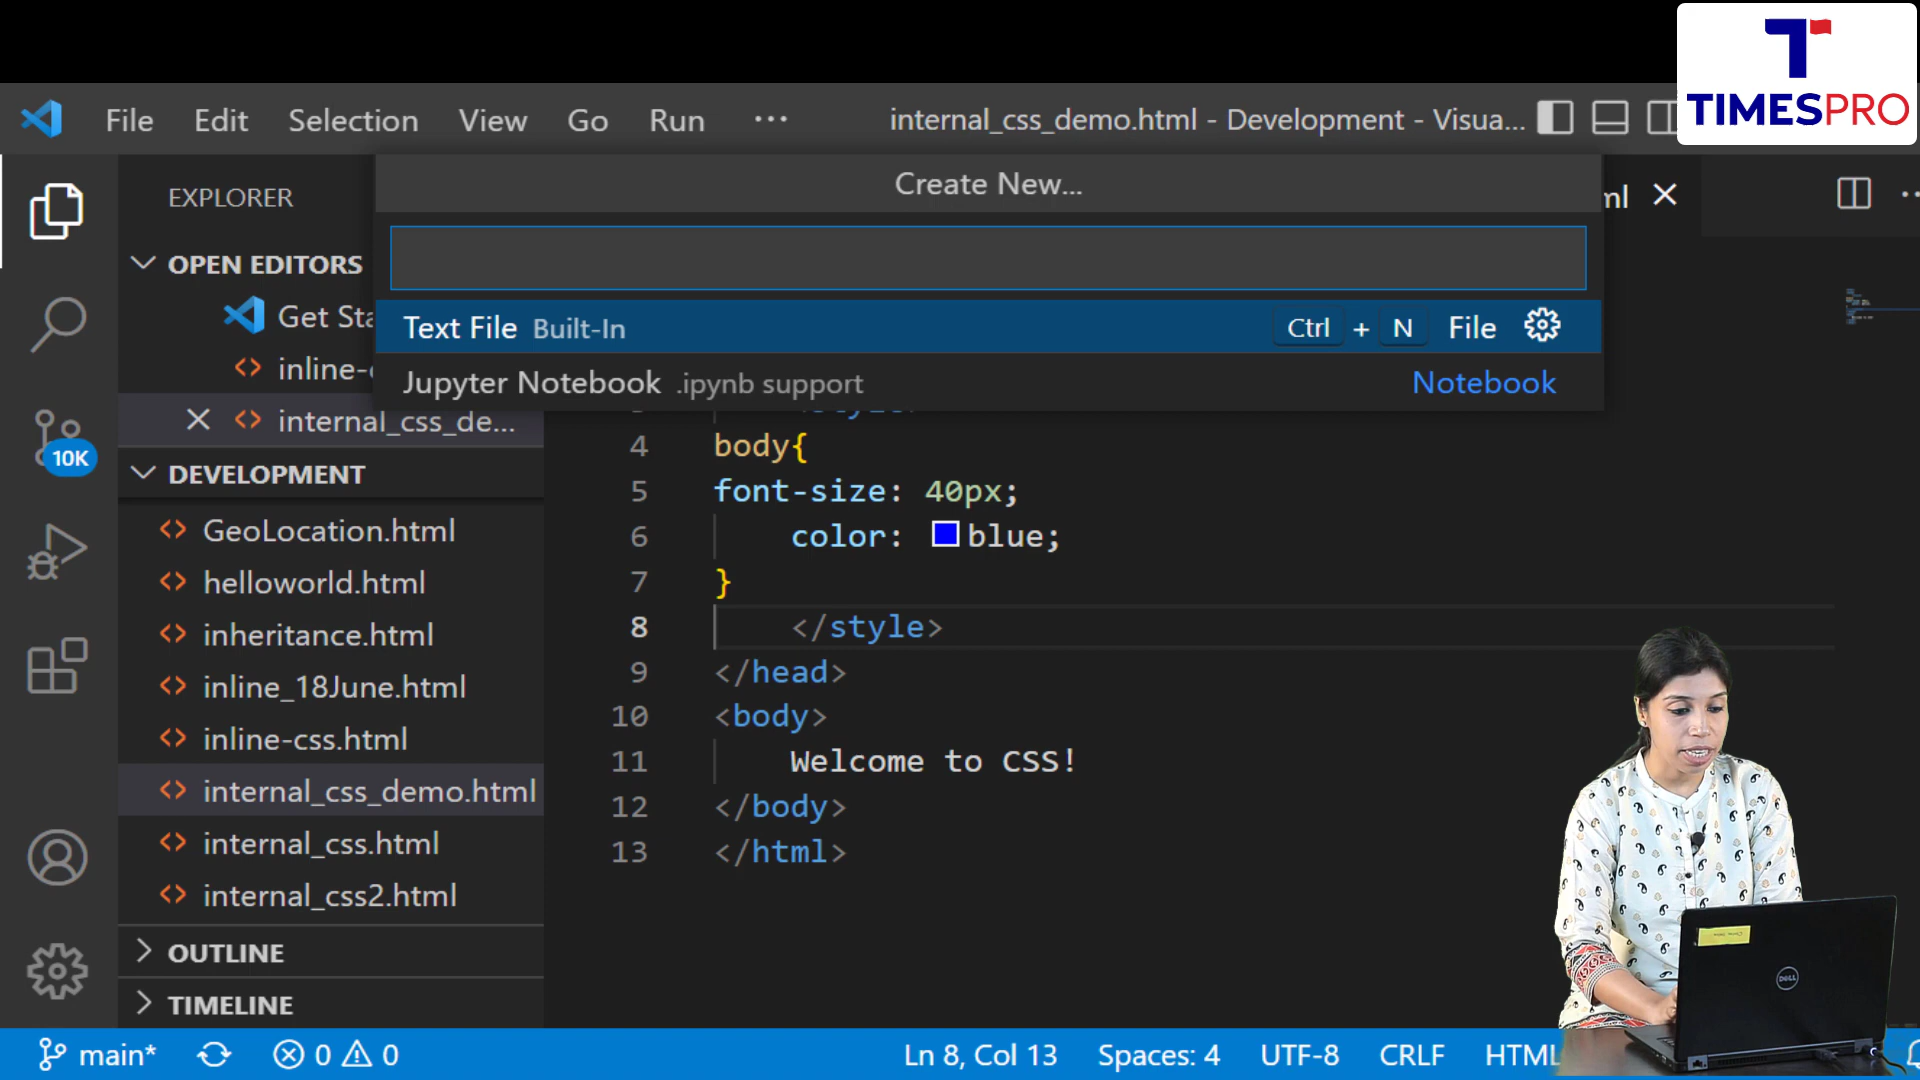 TIMESPRO
File Edit Selection View Go Run ... internal_css_demo.html - Development - Visua...
EXPLORER
Create New...
OPEN EDITORS
Get Sta
Text File Built-In Ctrl + N File
inline-
Jupyter Notebook .ipynb support Notebook
internal_css_de...
10K
DEVELOPMENT
GeoLocation.html
helloworld.html
inheritance.html
inline_18June.html
inline-css.html
internal_css_demo.html
internal_css.html
internal_css2.html
OUTLINE
TIMELINE
4 body{
5 font-size: 40px;
6 color: blue;
7 }
8 </style>
9 </head>
10 <body>
11 Welcome to CSS!
12 </body>
13 </html>
DELL
main* 0 0 Ln 8, Col 13 Spaces: 4 UTF-8 CRLF HTML